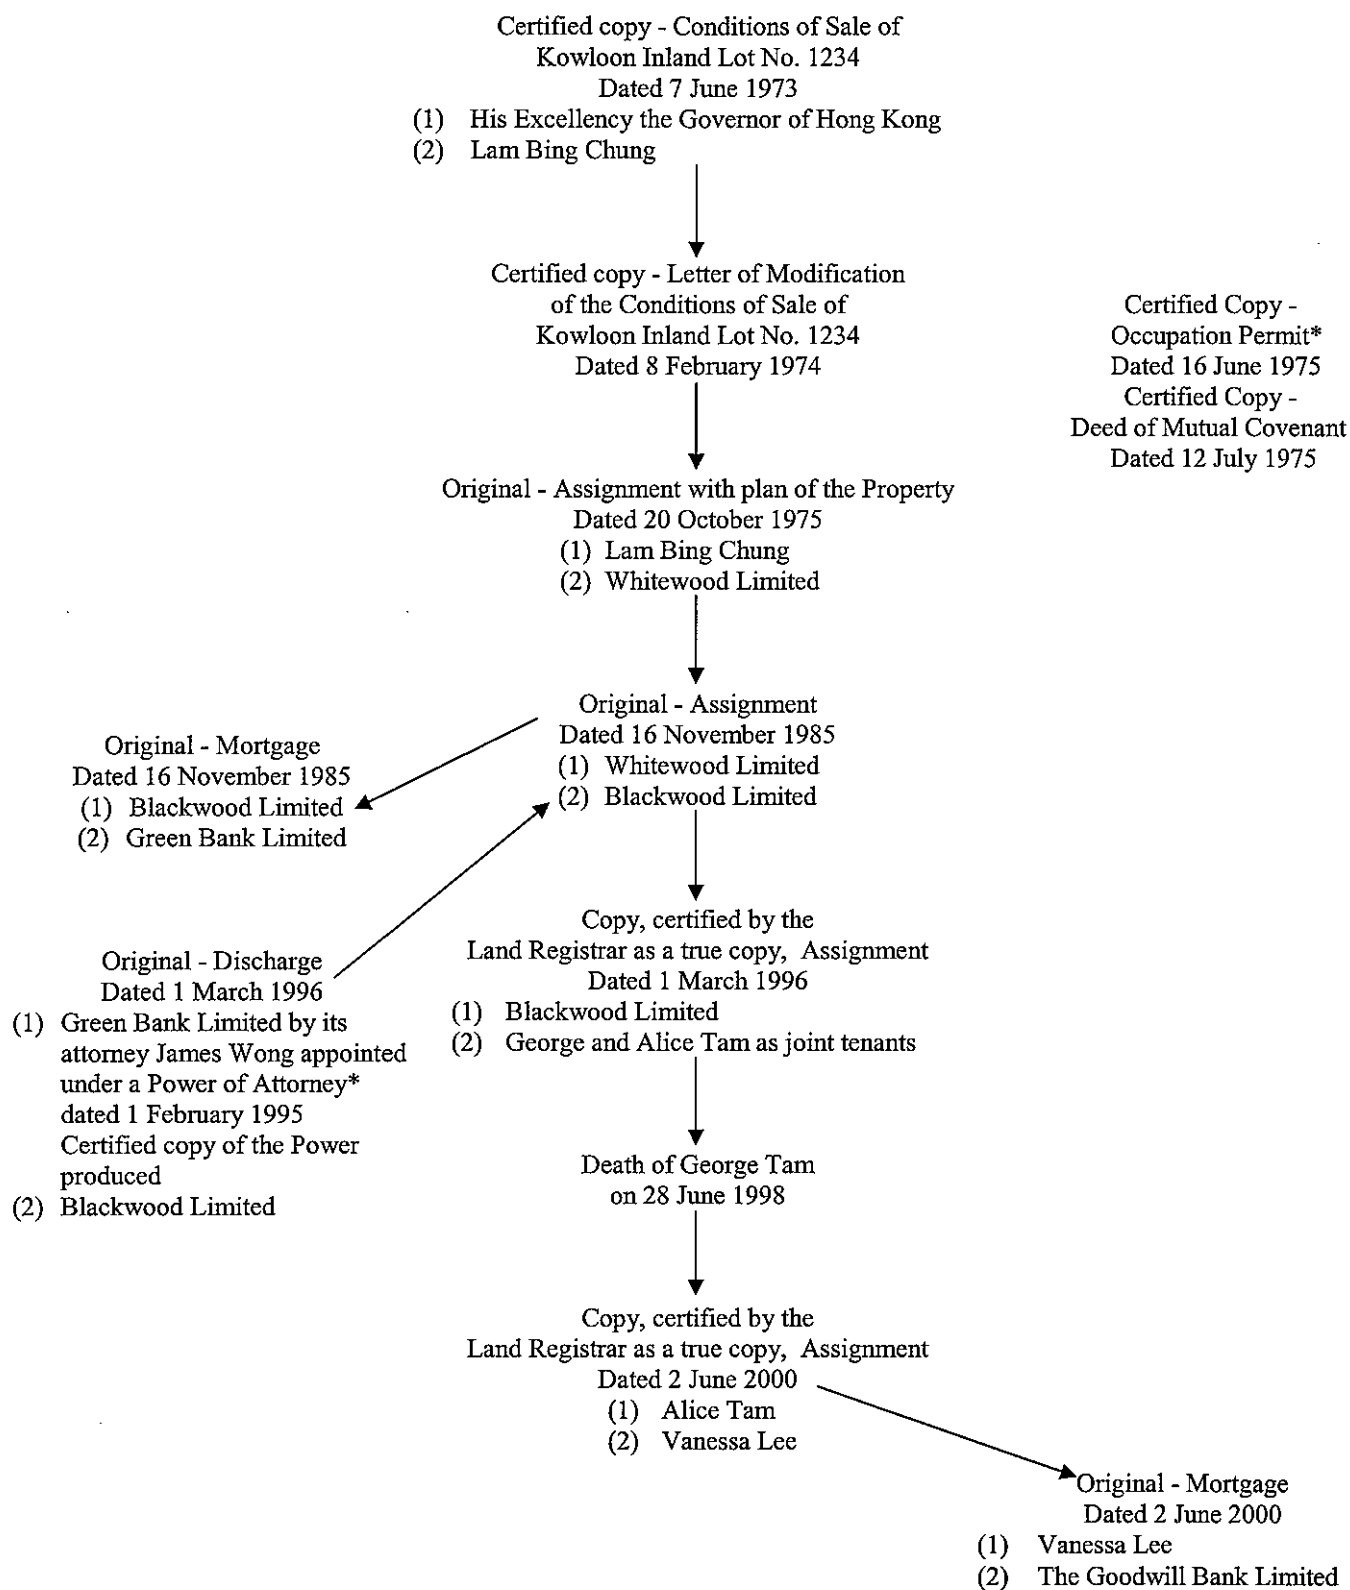 Certified copy - Conditions of Sale of
Kowloon Inland Lot No. 1234
Dated 7 June 1973
(1) His Excellency the Governor of Hong Kong
(2) Lam Bing Chung
Certified copy - Letter of Modification
of the Conditions of Sale of
Kowloon Inland Lot No. 1234
Dated 8 February 1974
Certified Copy -
Occupation Permit*
Dated 16 June 1975
Certified Copy -
Deed of Mutual Covenant
Dated 12 July 1975
Original - Assignment with plan of the Property
Dated 20 October 1975
(1) Lam Bing Chung
(2) Whitewood Limited
Original - Assignment
Dated 16 November 1985
(1) Whitewood Limited
(2) Blackwood Limited
Original - Mortgage
Dated 16 November 1985
(1) Blackwood Limited
(2) Green Bank Limited
Copy, certified by the
Land Registrar as a true copy, Assignment
Dated 1 March 1996
(1) Blackwood Limited
(2) George and Alice Tam as joint tenants
Original - Discharge
Dated 1 March 1996
(1) Green Bank Limited by its
attorney James Wong appointed
under a Power of Attorney*
dated 1 February 1995
Certified copy of the Power
produced
(2) Blackwood Limited
Death of George Tam
on 28 June 1998
Copy, certified by the
Land Registrar as a true copy, Assignment
Dated 2 June 2000
(1) Alice Tam
(2) Vanessa Lee
Original - Mortgage
Dated 2 June 2000
(1) Vanessa Lee
(2) The Goodwill Bank Limited